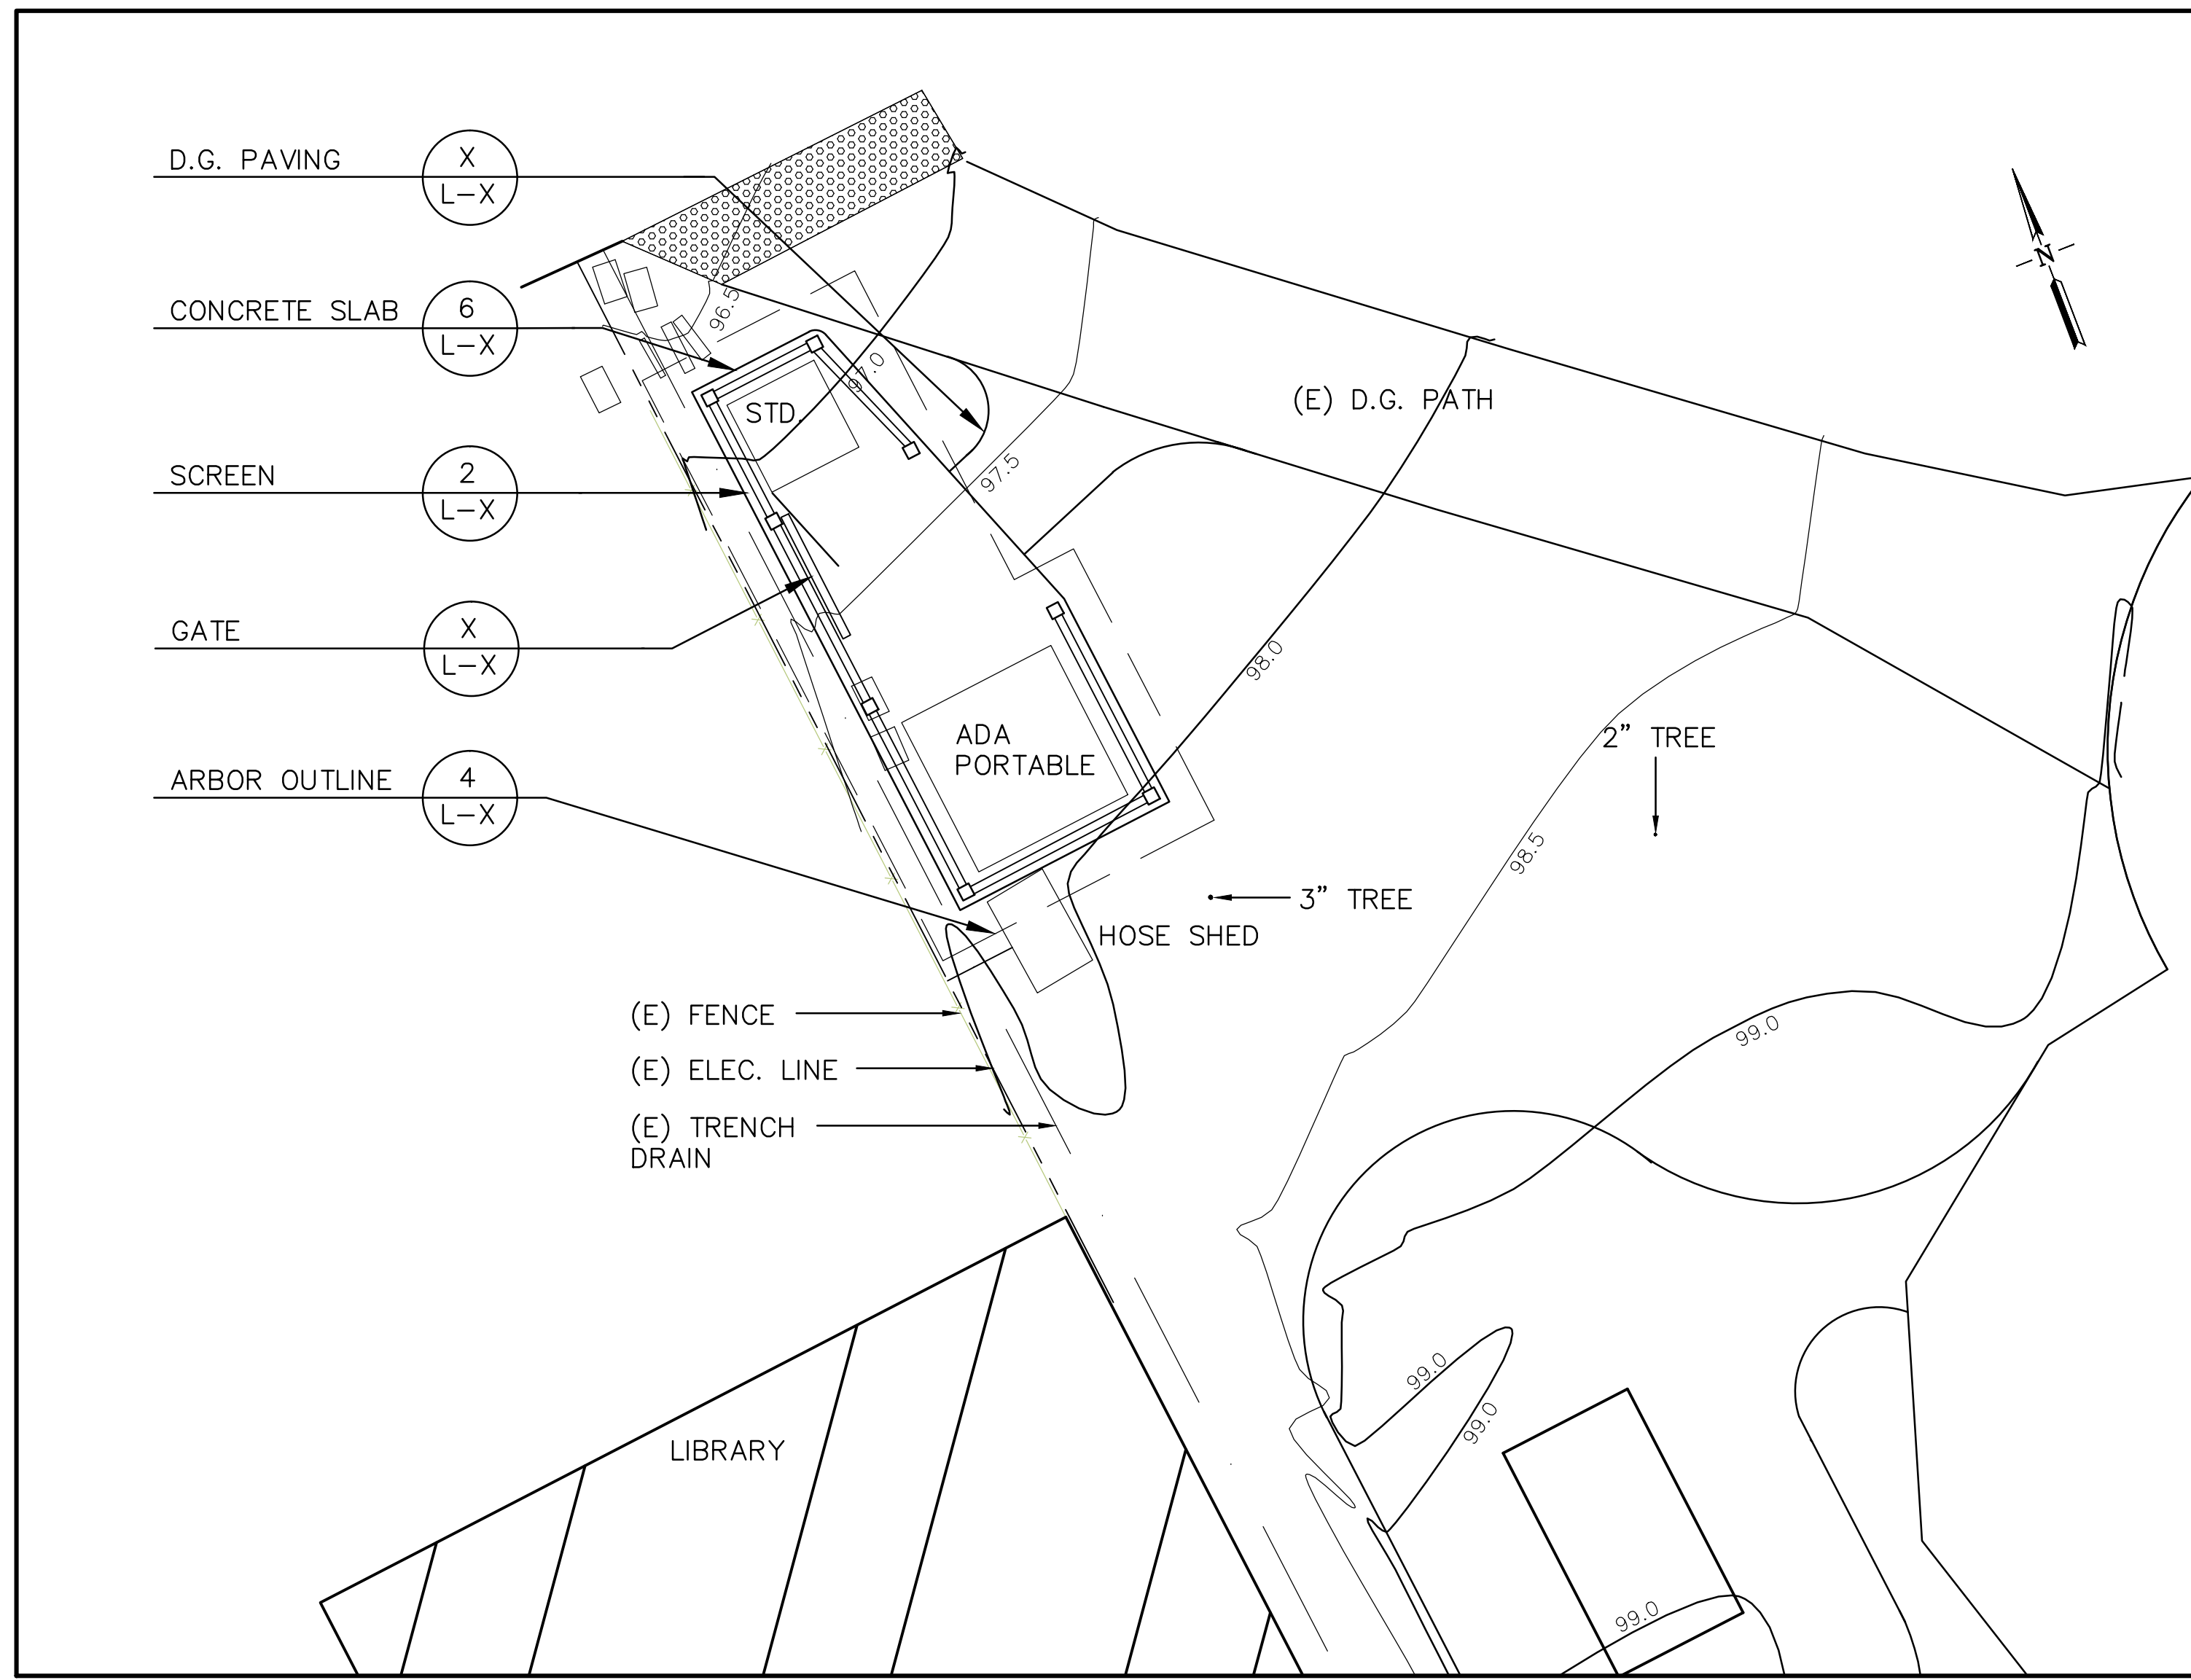 D.G. PAVING
X
L-X
CONCRETE SLAB
6
L-X
SCREEN
2
L-X
GATE
X
L-X
ARBOR OUTLINE
4
L-X
96.5
97.0
STD.
97.5
(E) D.G. PATH
N
98.0
ADA
PORTABLE
2" TREE
98.5
3" TREE
HOSE SHED
(E) FENCE
(E) ELEC. LINE
(E) TRENCH
DRAIN
99.0
LIBRARY
99.0
99.0
99.0